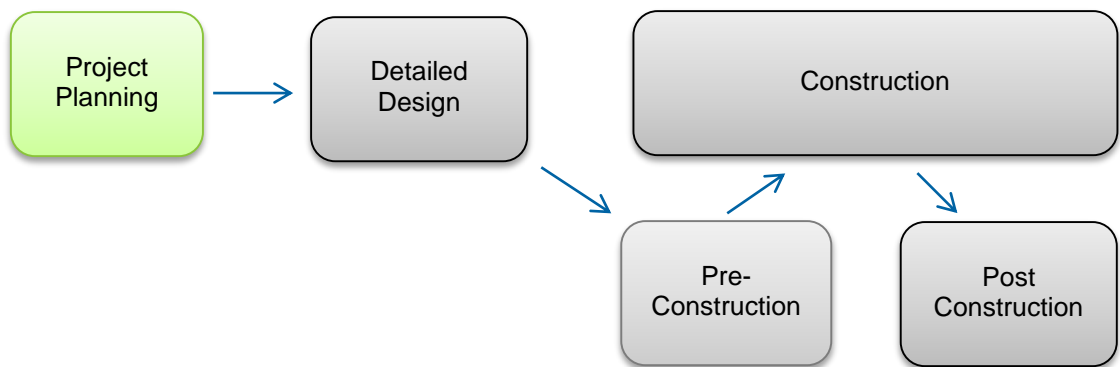 Project
Planning
Detailed
Design
Construction
Pre-
Construction
Post
Construction